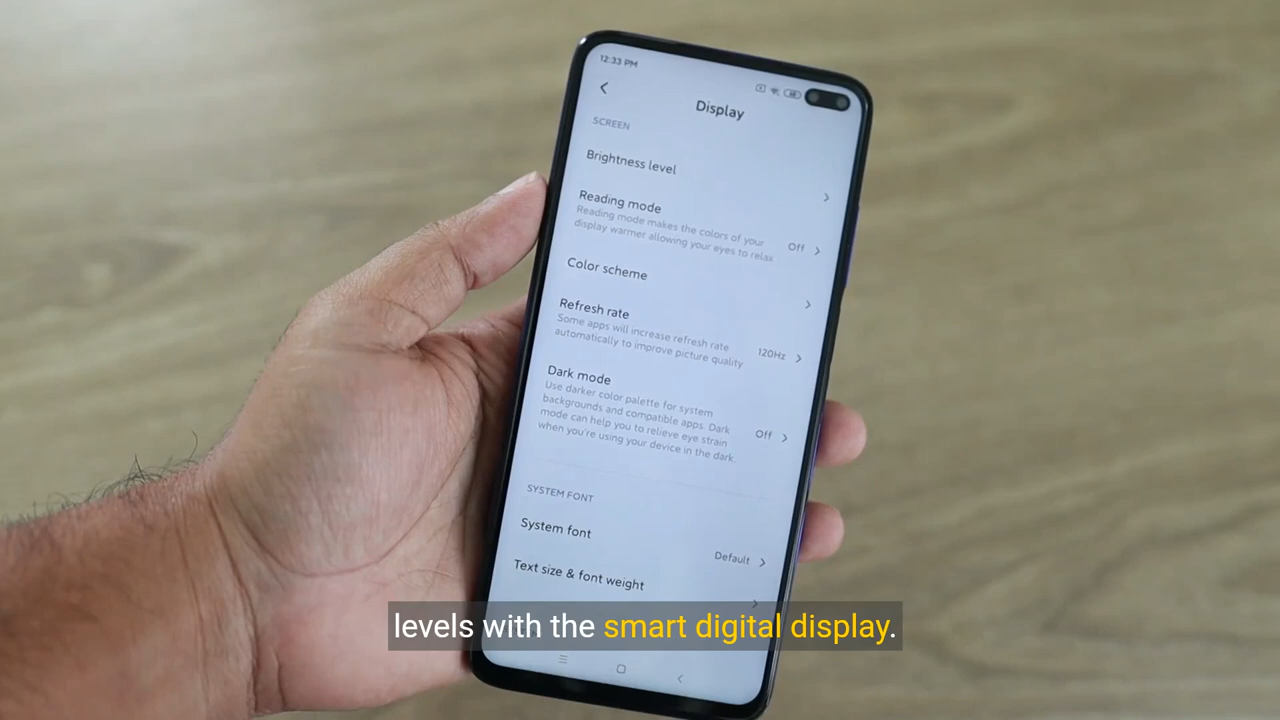 12:33 PM
Display
SCREEN
Brightness level
Reading mode
Reading mode makes the colors of your
display warmer allowing your eyes to relax
Off
Color scheme
Refresh rate
Some apps will increase refresh rate
automatically to improve picture quality
120Hz
Dark mode
Use darker color palette for system
backgrounds and compatible apps. Dark
mode can help you to relieve eye strain
when you're using your device in the dark.
Off
SYSTEM FONT
System font
Default
Text size & font weight
levels with the smart digital display.